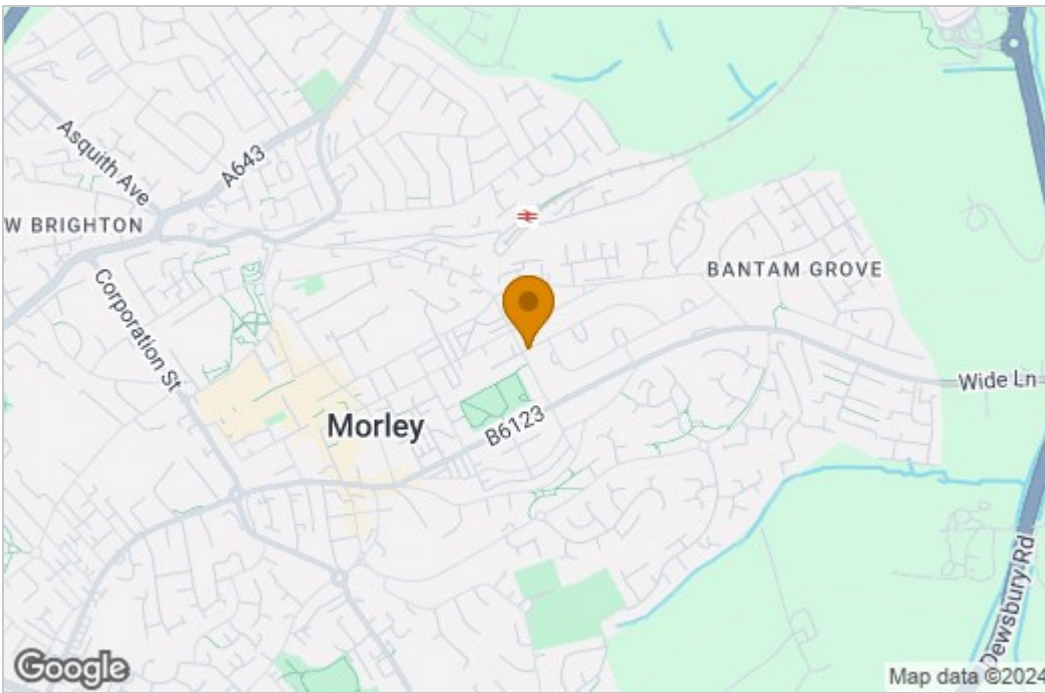 Asquith Ave
A643
W BRIGHTON
BANTAM GROVE
Corporation St
Wide Ln
Morley
B6123
Dewsbury Rd
Google
Map data ©2024